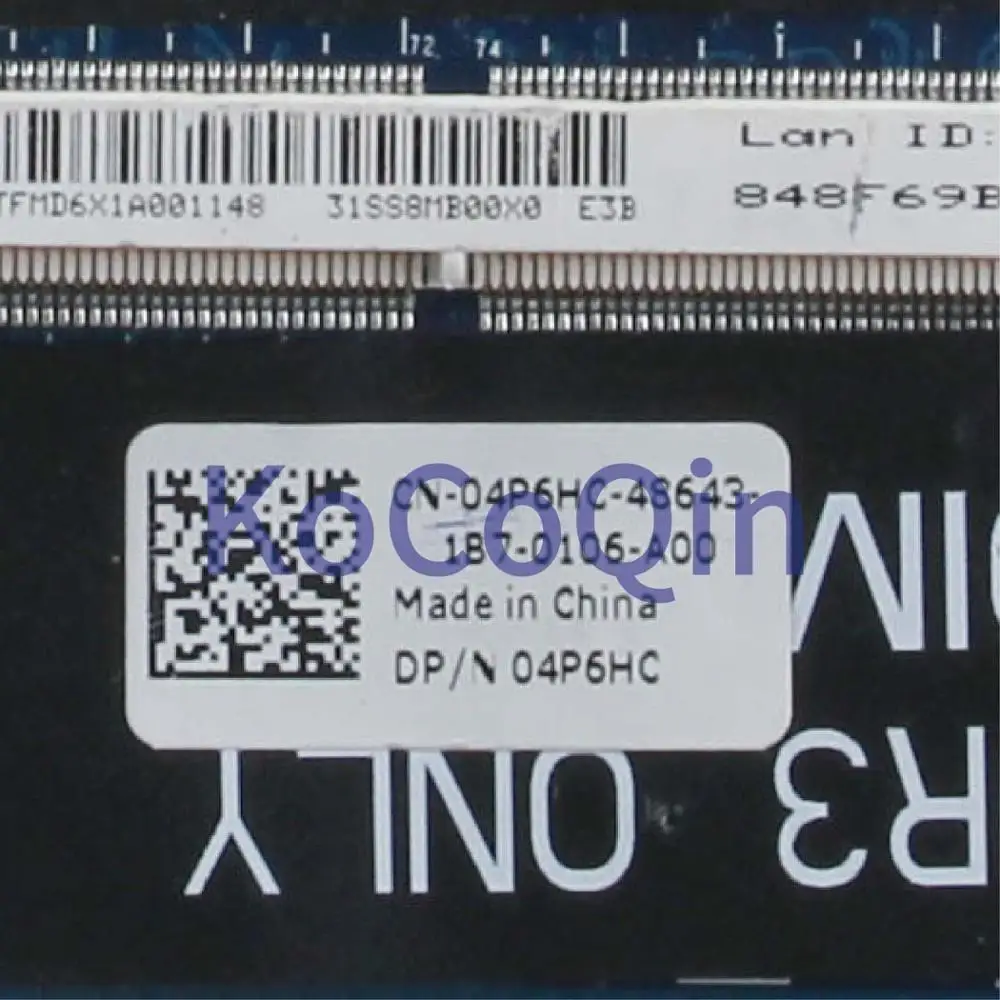 72 74
Lan ID:
TFMD6X1A001148 31SS8MB00X0 E3B
848F69B
CN-04P6HC-48643-
1B7-0106-A00
Made in China
DP/N 04P6HC
KoCoQin
DIM
R3 ONLY